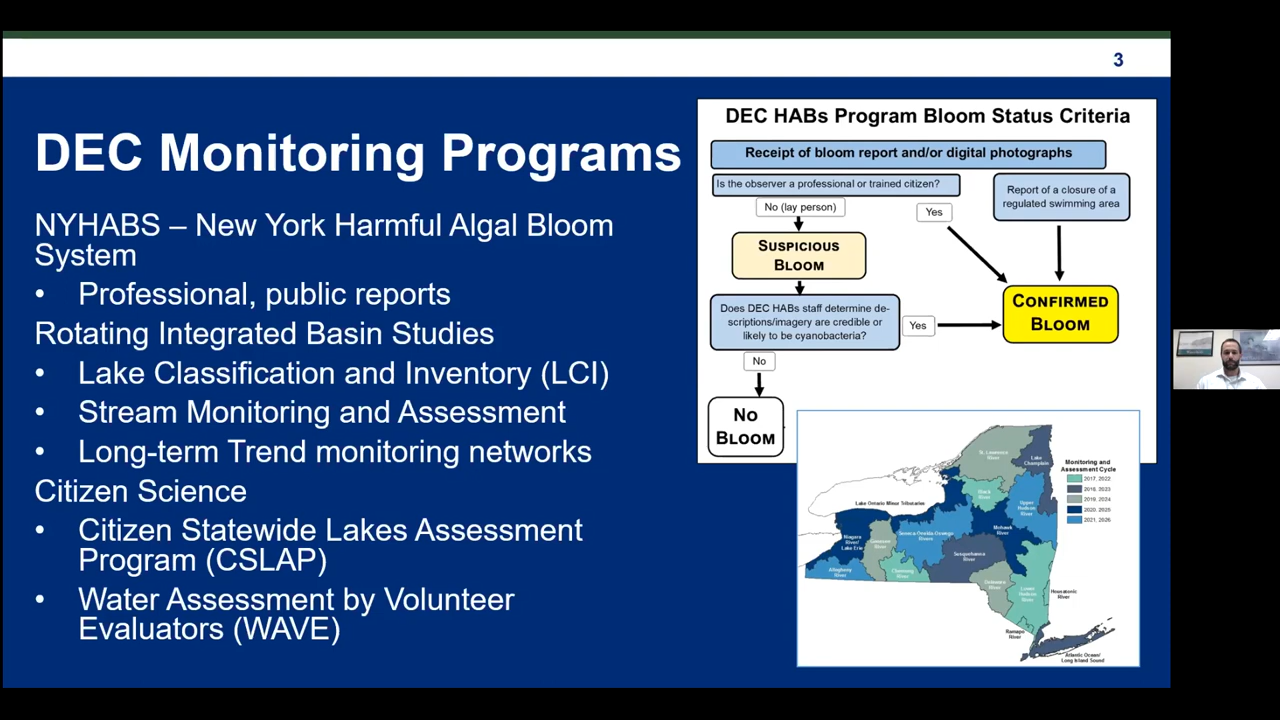 3
DEC Monitoring Programs
NYHABS – New York Harmful Algal Bloom
System
• Professional, public reports
Rotating Integrated Basin Studies
• Lake Classification and Inventory (LCI)
• Stream Monitoring and Assessment
• Long-term Trend monitoring networks
Citizen Science
• Citizen Statewide Lakes Assessment
Program (CSLAP)
• Water Assessment by Volunteer
Evaluators (WAVE)
DEC HABs Program Bloom Status Criteria
Receipt of bloom report and/or digital photographs
Is the observer a professional or trained citizen?
Report of a closure of a
regulated swimming area
No (lay person)
Yes
SUSPICIOUS
BLOOM
CONFIRMED
BLOOM
Does DEC HABs staff determine de-
scriptions/imagery are credible or
likely to be cyanobacteria?
Yes
No
NO
BLOOM
Monitoring and
Assessment Cycle
2017, 2022
2018, 2023
2019, 2024
2020, 2025
2021, 2026
St. Lawrence
River
Lake
Champlain
Black
River
Lake Ontario Minor Tributaries
Upper
Hudson
River
Mohawk
River
Niagara
River/
Lake Erie
Genesee
River
Seneca-Oneida-Oswego
Rivers
Susquehanna
River
Allegheny
River
Chemung
River
Delaware
River
Lower
Hudson
River
Housatonic
River
Ramapo
River
Atlantic Ocean/
Long Island Sound